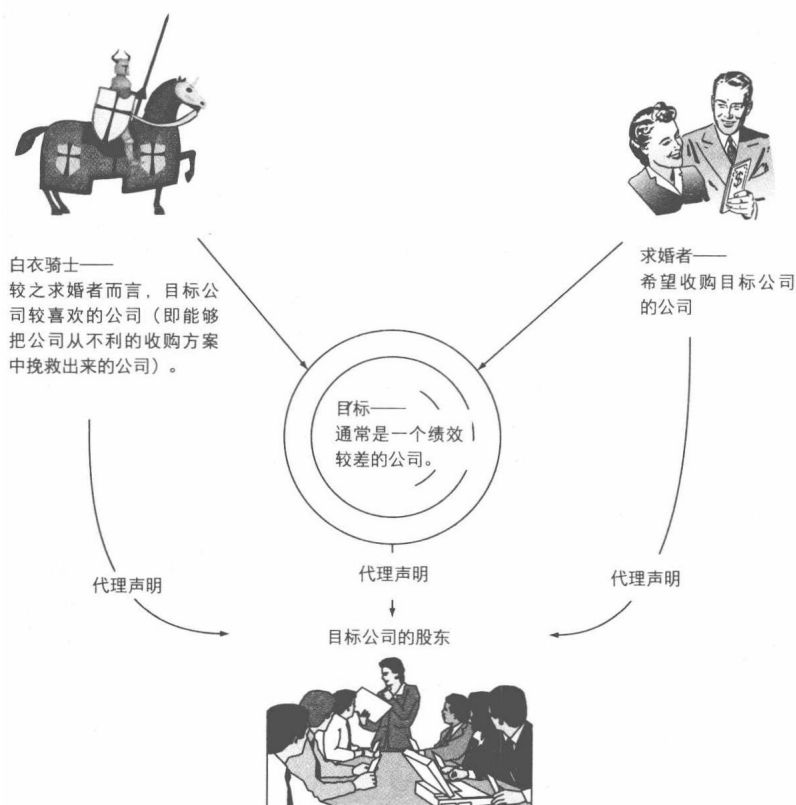 白衣骑士——
较之求婚者而言，目标公
司较喜欢的公司（即能够
把公司从不利的收购方案
中挽救出来的公司）。
求婚者——
希望收购目标公司
的公司
目标——
通常是一个绩效
较差的公司。
代理声明
代理声明
代理声明
目标公司的股东